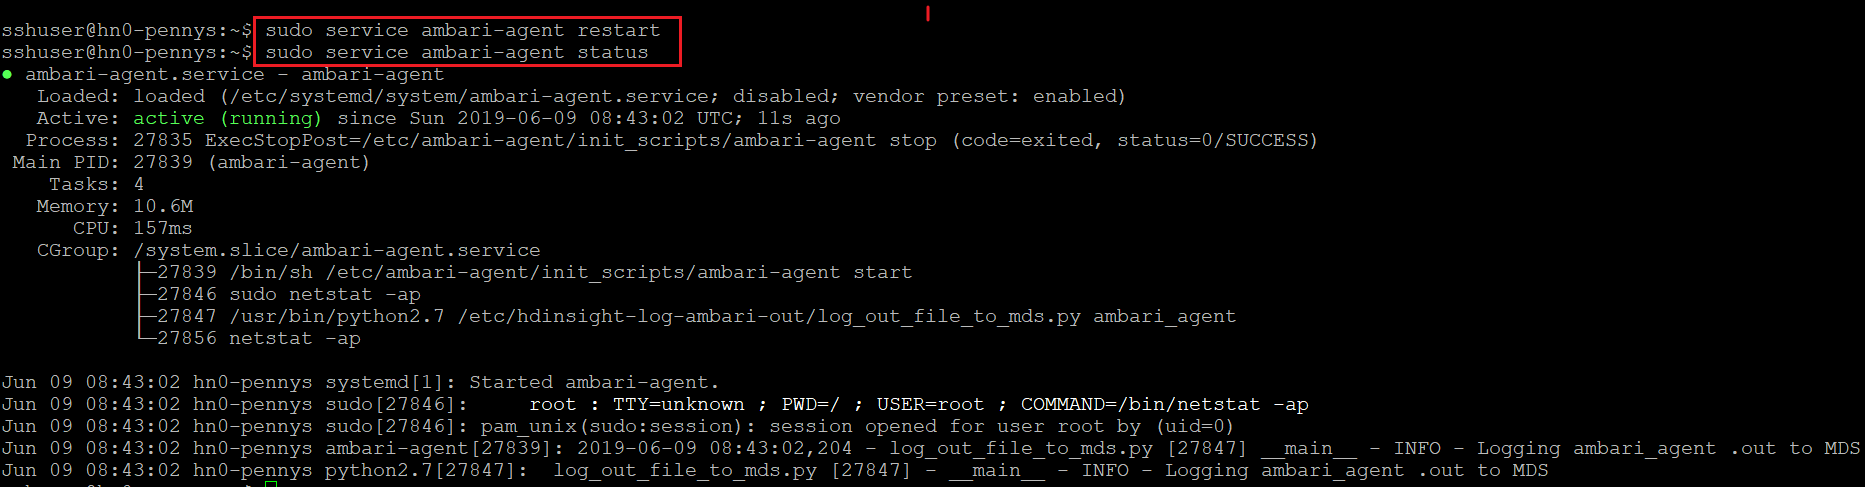 sshuser@hn0-pennys:~$ sudo service ambari-agent restart
sshuser@hn0-pennys:~$ sudo service ambari-agent status
● ambari-agent.service - ambari-agent
   Loaded: loaded (/etc/systemd/system/ambari-agent.service; disabled; vendor preset: enabled)
   Active: active (running) since Sun 2019-06-09 08:43:02 UTC; 11s ago
  Process: 27835 ExecStopPost=/etc/ambari-agent/init_scripts/ambari-agent stop (code=exited, status=0/SUCCESS)
 Main PID: 27839 (ambari-agent)
    Tasks: 4
   Memory: 10.6M
      CPU: 157ms
   CGroup: /system.slice/ambari-agent.service
           ├─27839 /bin/sh /etc/ambari-agent/init_scripts/ambari-agent start
           ├─27846 sudo netstat -ap
           ├─27847 /usr/bin/python2.7 /etc/hdinsight-log-ambari-out/log_out_file_to_mds.py ambari_agent
           └─27856 netstat -ap
Jun 09 08:43:02 hn0-pennys systemd[1]: Started ambari-agent.
Jun 09 08:43:02 hn0-pennys sudo[27846]:     root : TTY=unknown ; PWD=/ ; USER=root ; COMMAND=/bin/netstat -ap
Jun 09 08:43:02 hn0-pennys sudo[27846]: pam_unix(sudo:session): session opened for user root by (uid=0)
Jun 09 08:43:02 hn0-pennys ambari-agent[27839]: 2019-06-09 08:43:02,204 - log_out_file_to_mds.py [27847] __main__ - INFO - Logging ambari_agent .out to MDS
Jun 09 08:43:02 hn0-pennys python2.7[27847]:  log_out_file_to_mds.py [27847] - __main__ - INFO - Logging ambari_agent .out to MDS